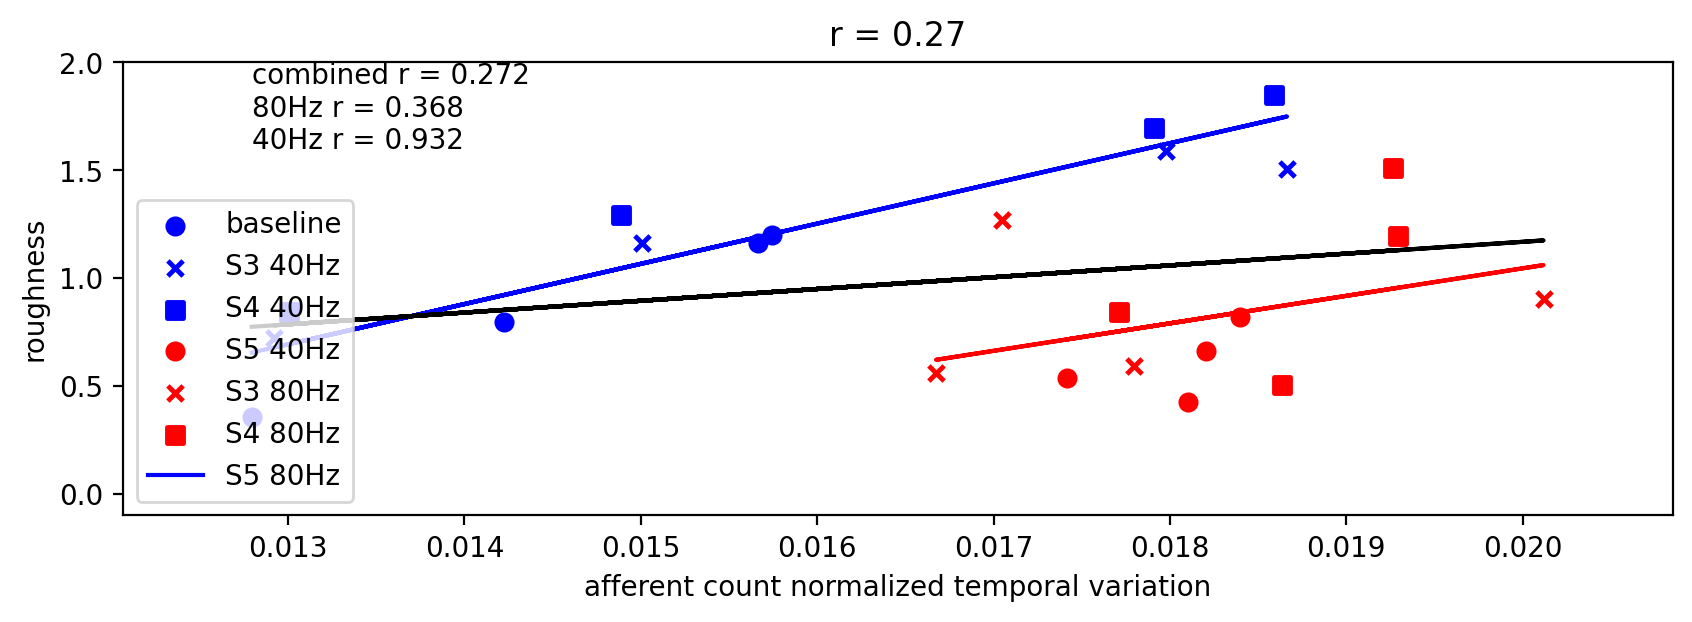 r = 0.27
combined r = 0.272
80Hz r = 0.368
40Hz r = 0.932
2.0
1.5
1.0
0.5
0.0
roughness
baseline
S3 40Hz
S4 40Hz
S5 40Hz
S3 80Hz
S4 80Hz
S5 80Hz
0.013 0.014 0.015 0.016 0.017 0.018 0.019 0.020
afferent count normalized temporal variation